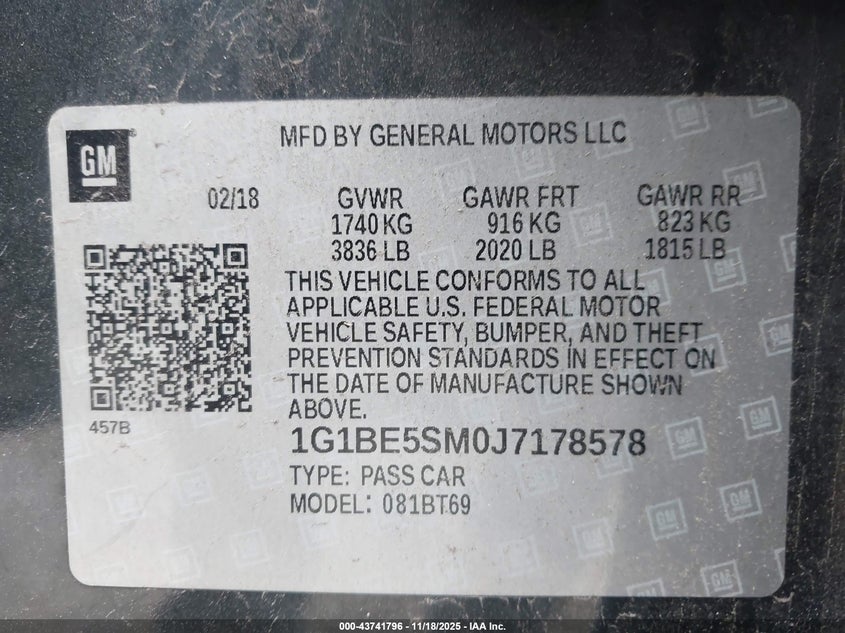 GM
MFD BY GENERAL MOTORS LLC
02/18 GVWR GAWR FRT GAWR RR
1740 KG 916 KG 823 KG
3836 LB 2020 LB 1815 LB
THIS VEHICLE CONFORMS TO ALL
APPLICABLE U.S. FEDERAL MOTOR
VEHICLE SAFETY, BUMPER, AND THEFT
PREVENTION STANDARDS IN EFFECT ON
THE DATE OF MANUFACTURE SHOWN
ABOVE.
457B
1G1BE5SM0J7178578
TYPE: PASS CAR
MODEL: 081BT69
000-43741796 - 11/18/2025 - IAA Inc.